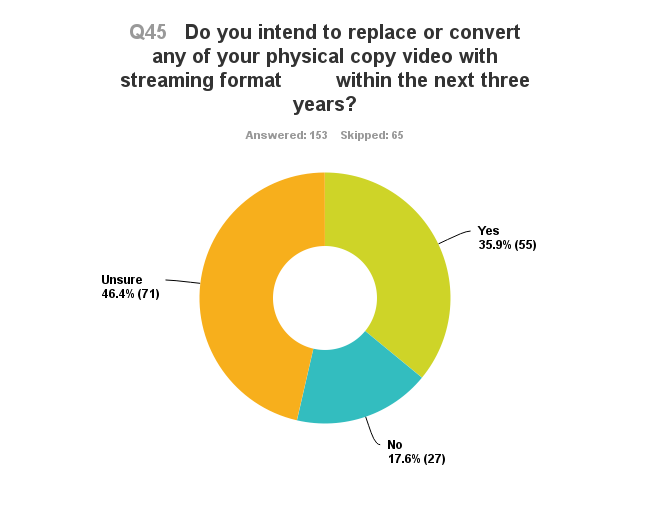 Q45 Do you intend to replace or convert
any of your physical copy video with
streaming format within the next three
years?
Answered: 153 Skipped: 65
Yes
35.9% (55)
Unsure
46.4% (71)
No
17.6% (27)